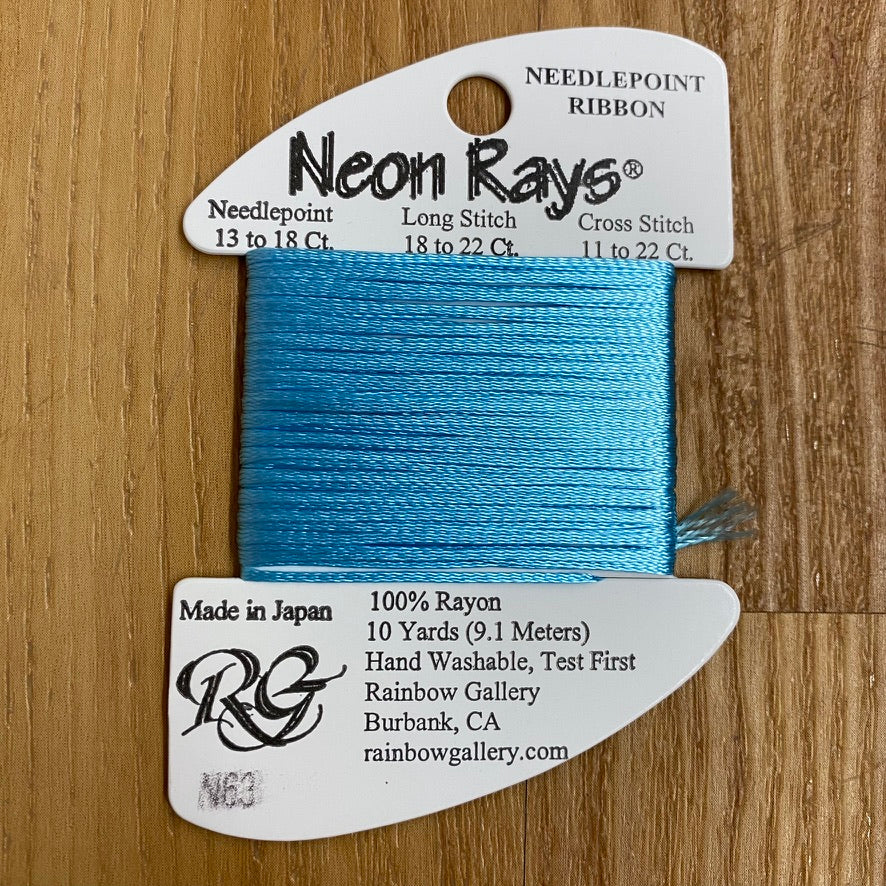 NEEDLEPOINT
RIBBON
Neon Rays®
Needlepoint Long Stitch Cross Stitch
13 to 18 Ct. 18 to 22 Ct. 11 to 22 Ct.
Made in Japan
RG
N63
100% Rayon
10 Yards (9.1 Meters)
Hand Washable, Test First
Rainbow Gallery
Burbank, CA
rainbowgallery.com